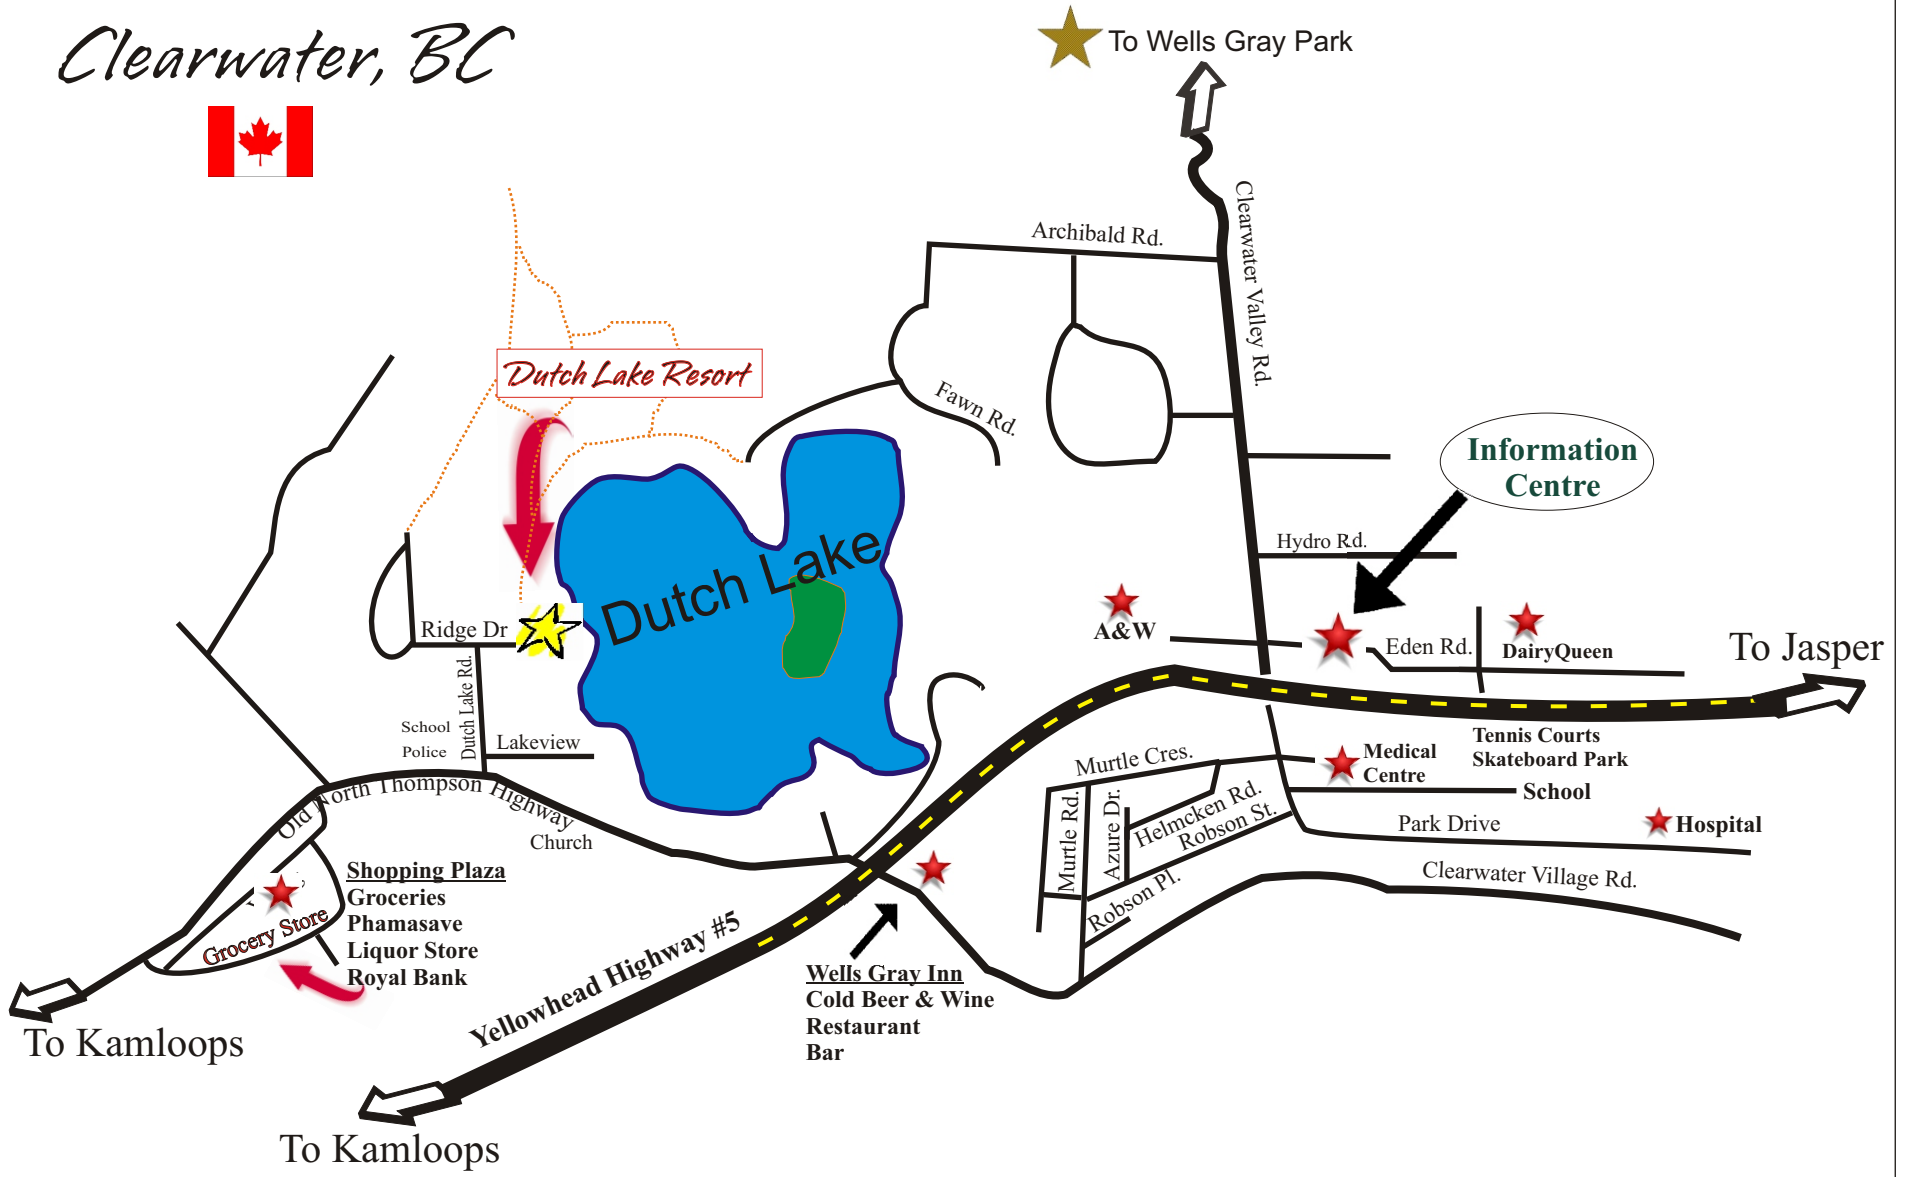 Clearwater, BC
To Wells Gray Park
Clearwater Valley Rd.
Archibald Rd.
Dutch Lake Resort
Fawn Rd.
Information
Centre
Dutch Lake
Hydro Rd.
A&W
Ridge Dr
Eden Rd.
DairyQueen
To Jasper
Dutch Lake Rd.
School
Police
Lakeview
Tennis Courts
Skateboard Park
Murtle Cres.
Medical
Centre
School
Old North Thompson Highway
Church
Murtle Rd.
Azure Dr.
Helmcken Rd.
Robson St.
Park Drive
Hospital
Robson Pl.
Clearwater Village Rd.
Shopping Plaza
Groceries
Phamasave
Liquor Store
Royal Bank
Grocery Store
Yellowhead Highway #5
Wells Gray Inn
Cold Beer & Wine
Restaurant
Bar
To Kamloops
To Kamloops